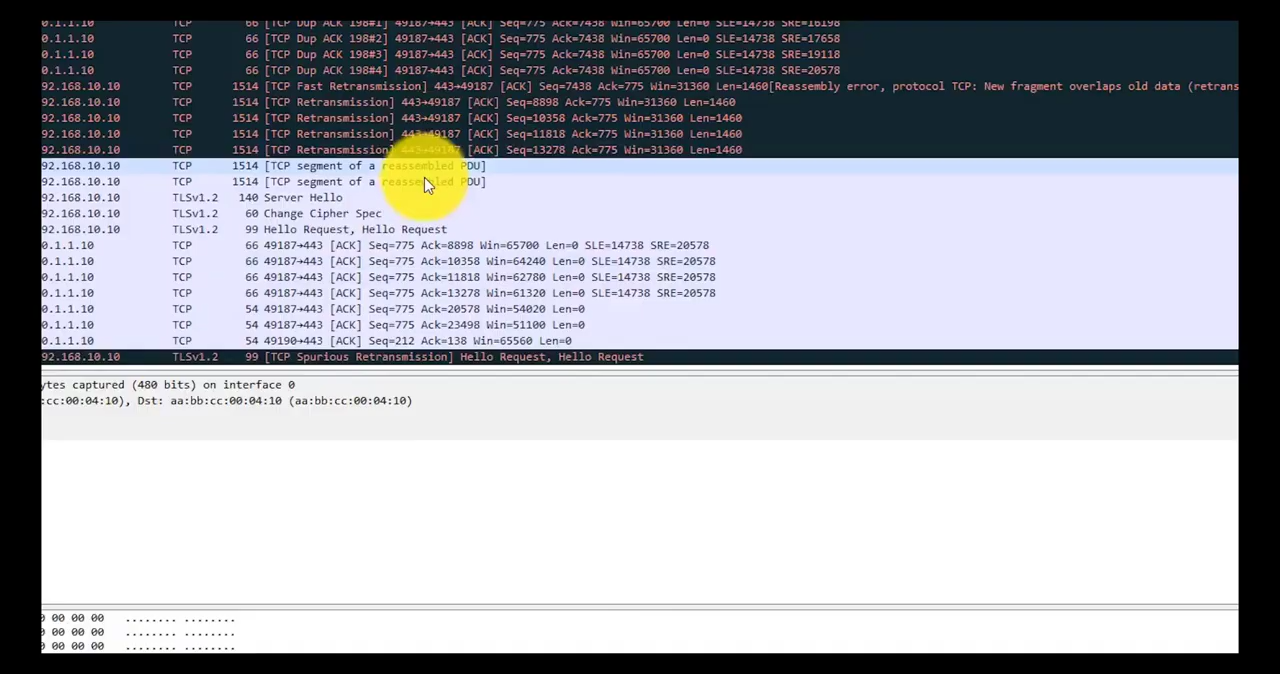 0.1.1.10 TCP 66 [TCP Dup ACK 198#1] 49187→443 [ACK] Seq=775 Ack=7438 Win=65700 Len=0 SLE=14738 SRE=16198
0.1.1.10 TCP 66 [TCP Dup ACK 198#2] 49187→443 [ACK] Seq=775 Ack=7438 Win=65700 Len=0 SLE=14738 SRE=17658
0.1.1.10 TCP 66 [TCP Dup ACK 198#3] 49187→443 [ACK] Seq=775 Ack=7438 Win=65700 Len=0 SLE=14738 SRE=19118
0.1.1.10 TCP 66 [TCP Dup ACK 198#4] 49187→443 [ACK] Seq=775 Ack=7438 Win=65700 Len=0 SLE=14738 SRE=20578
92.168.10.10 TCP 1514 [TCP Fast Retransmission] 443→49187 [ACK] Seq=7438 Ack=775 Win=31360 Len=1460[Reassembly error, protocol TCP: New fragment overlaps old data (retrans
92.168.10.10 TCP 1514 [TCP Retransmission] 443→49187 [ACK] Seq=8898 Ack=775 Win=31360 Len=1460
92.168.10.10 TCP 1514 [TCP Retransmission] 443→49187 [ACK] Seq=10358 Ack=775 Win=31360 Len=1460
92.168.10.10 TCP 1514 [TCP Retransmission] 443→49187 [ACK] Seq=11818 Ack=775 Win=31360 Len=1460
92.168.10.10 TCP 1514 [TCP Retransmission] 443→49187 [ACK] Seq=13278 Ack=775 Win=31360 Len=1460
92.168.10.10 TCP 1514 [TCP segment of a reassembled PDU]
92.168.10.10 TCP 1514 [TCP segment of a reassembled PDU]
92.168.10.10 TLSv1.2 140 Server Hello
92.168.10.10 TLSv1.2 60 Change Cipher Spec
92.168.10.10 TLSv1.2 99 Hello Request, Hello Request
0.1.1.10 TCP 66 49187→443 [ACK] Seq=775 Ack=8898 Win=65700 Len=0 SLE=14738 SRE=20578
0.1.1.10 TCP 66 49187→443 [ACK] Seq=775 Ack=10358 Win=64240 Len=0 SLE=14738 SRE=20578
0.1.1.10 TCP 66 49187→443 [ACK] Seq=775 Ack=11818 Win=62780 Len=0 SLE=14738 SRE=20578
0.1.1.10 TCP 66 49187→443 [ACK] Seq=775 Ack=13278 Win=61320 Len=0 SLE=14738 SRE=20578
0.1.1.10 TCP 54 49187→443 [ACK] Seq=775 Ack=20578 Win=54020 Len=0
0.1.1.10 TCP 54 49187→443 [ACK] Seq=775 Ack=23498 Win=51100 Len=0
0.1.1.10 TCP 54 49190→443 [ACK] Seq=212 Ack=138 Win=65560 Len=0
92.168.10.10 TLSv1.2 99 [TCP Spurious Retransmission] Hello Request, Hello Request
ytes captured (480 bits) on interface 0
:cc:00:04:10), Dst: aa:bb:cc:00:04:10 (aa:bb:cc:00:04:10)
0 00 00 00 ........ ........
0 00 00 00 ........ ........
0 00 00 00 ........ ........